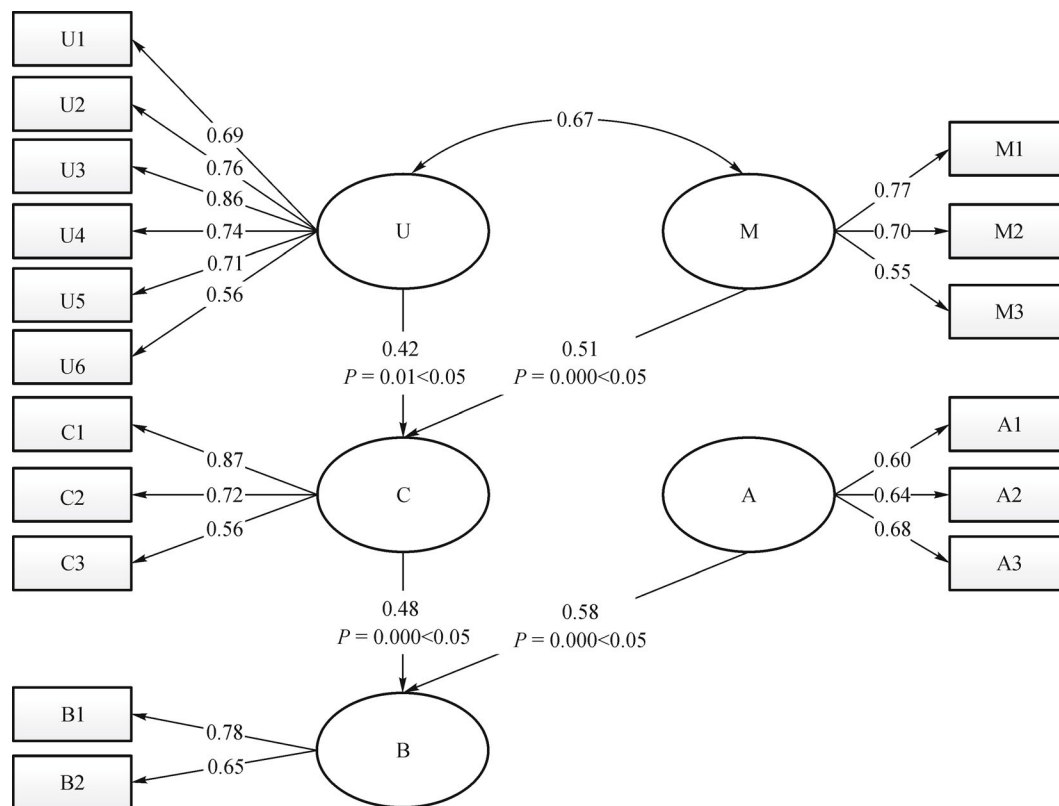 U1
U2
U3
U4
U5
U6
0.69
0.76
0.86
0.74
0.71
0.56
U
0.67
M
0.77
0.70
0.55
M1
M2
M3
0.42
P = 0.01<0.05
0.51
P = 0.000<0.05
C1
C2
C3
0.87
0.72
0.56
C
A
0.60
0.64
0.68
A1
A2
A3
0.48
P = 0.000<0.05
0.58
P = 0.000<0.05
B1
B2
0.78
0.65
B